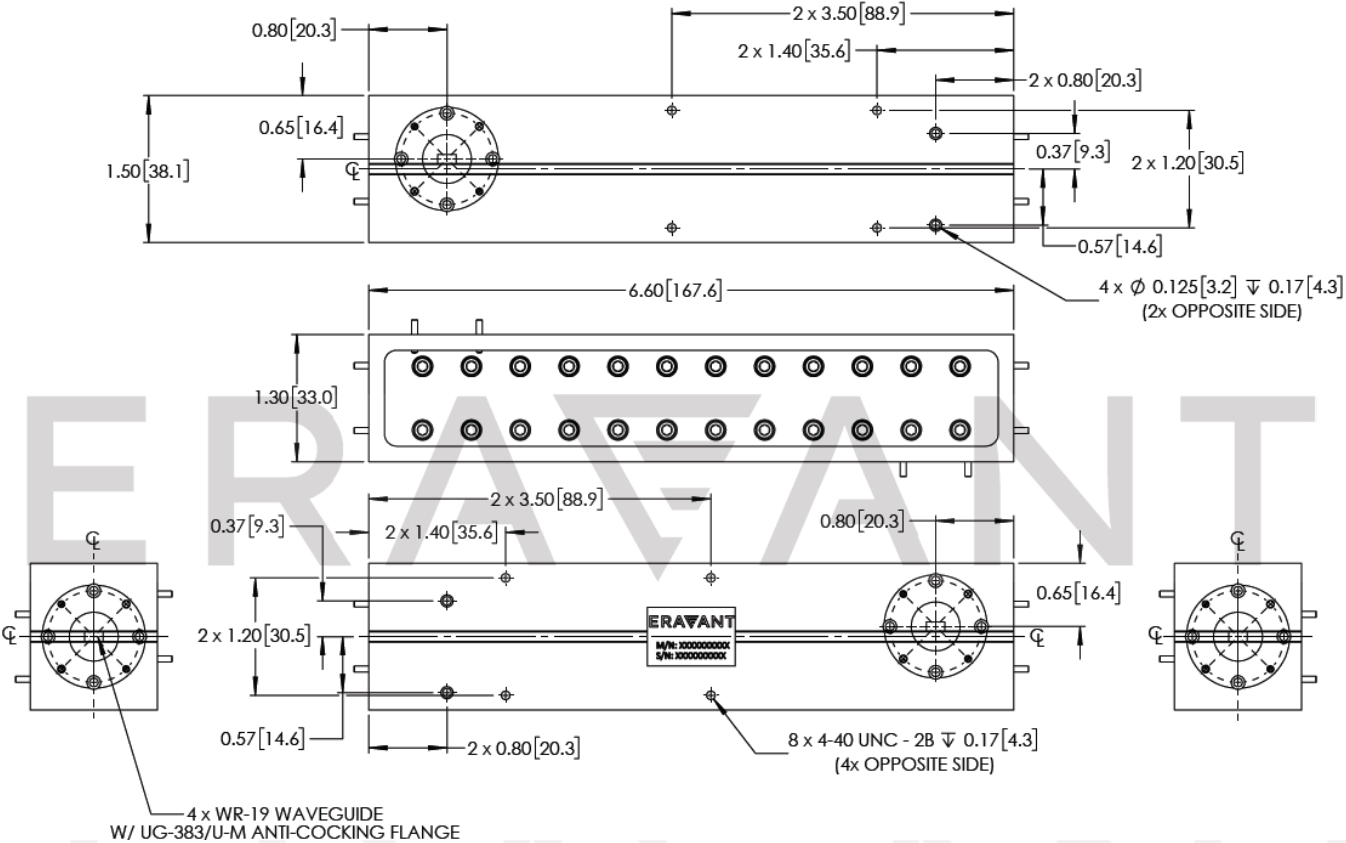 2 x 3.50[88.9]
0.80[20.3]
2 x 1.40[35.6]
2 x 0.80[20.3]
0.65[16.4]
0.37[9.3]
1.50[38.1]
2 x 1.20[30.5]
℄
0.57[14.6]
4 x Ø 0.125[3.2] ↧ 0.17[4.3]
(2x OPPOSITE SIDE)
6.60[167.6]
1.30[33.0]
ERAVANT
2 x 3.50[88.9]
0.37[9.3]
2 x 1.40[35.6]
0.80[20.3]
℄
℄
0.65[16.4]
ERAVANT
M/N: XXXXXXXXXX
S/N: XXXXXXXXXX
℄
2 x 1.20[30.5]
℄
℄
0.57[14.6]
2 x 0.80[20.3]
8 x 4-40 UNC - 2B ↧ 0.17[4.3]
(4x OPPOSITE SIDE)
4 x WR-19 WAVEGUIDE
W/ UG-383/U-M ANTI-COCKING FLANGE